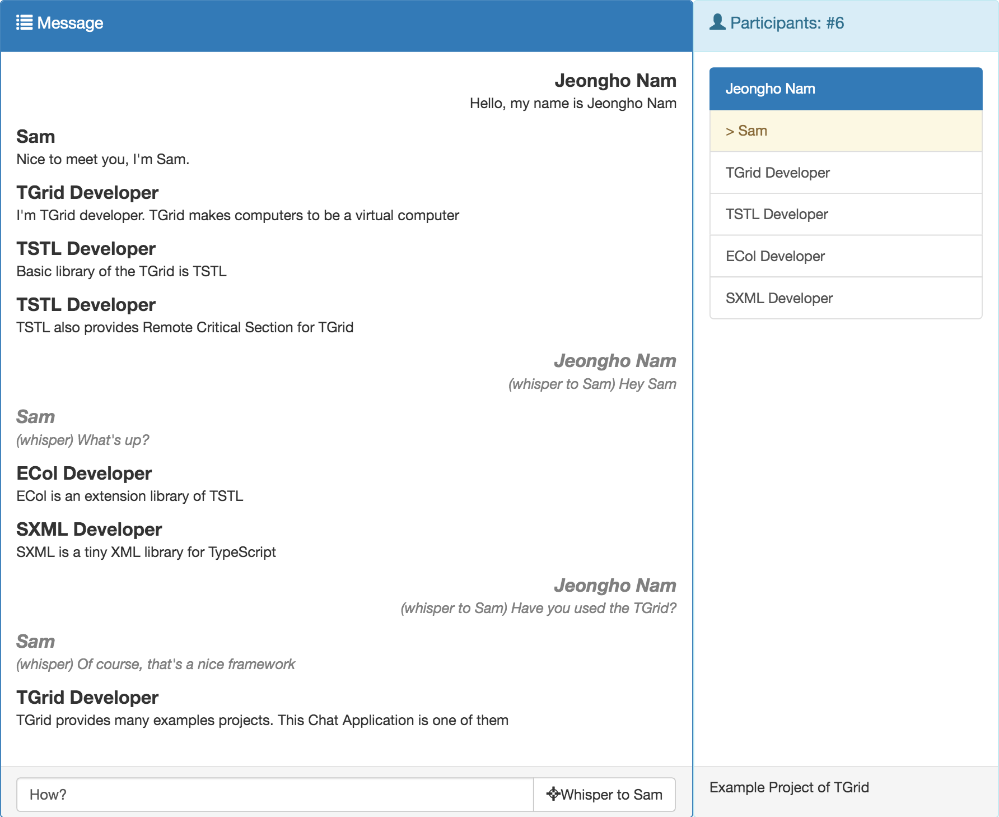 Message
Jeongho Nam
Hello, my name is Jeongho Nam
Sam
Nice to meet you, I'm Sam.
TGrid Developer
I'm TGrid developer. TGrid makes computers to be a virtual computer
TSTL Developer
Basic library of the TGrid is TSTL
TSTL Developer
TSTL also provides Remote Critical Section for TGrid
Jeongho Nam
(whisper to Sam) Hey Sam
Sam
(whisper) What's up?
ECol Developer
ECol is an extension library of TSTL
SXML Developer
SXML is a tiny XML library for TypeScript
Jeongho Nam
(whisper to Sam) Have you used the TGrid?
Sam
(whisper) Of course, that's a nice framework
TGrid Developer
TGrid provides many examples projects. This Chat Application is one of them
How?
Whisper to Sam
Participants: #6
Jeongho Nam
> Sam
TGrid Developer
TSTL Developer
ECol Developer
SXML Developer
Example Project of TGrid